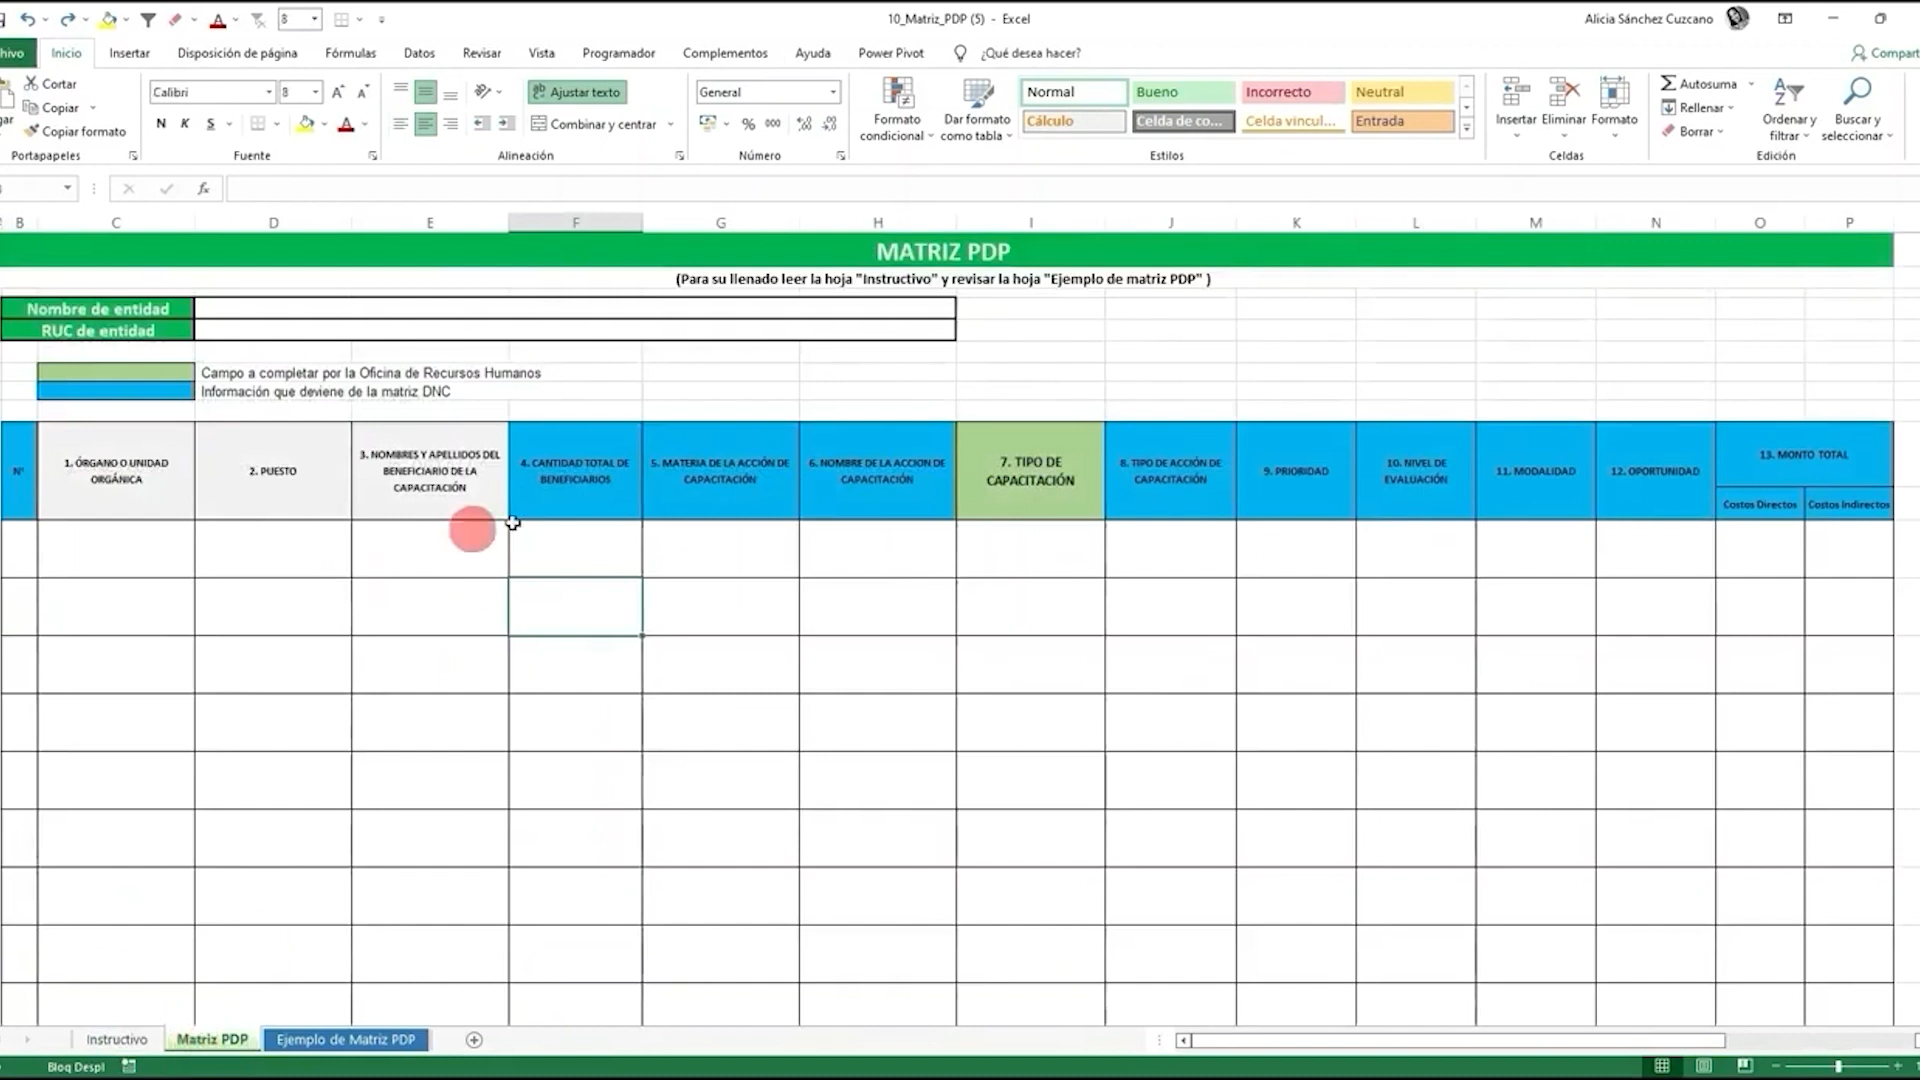 8
10_Matriz_PDP (5) - Excel
Alicia Sánchez Cuzcano
Inicio
Insertar
Disposición de página
Fórmulas
Datos
Revisar
Vista
Programador
Complementos
Ayuda
Power Pivot
¿Qué desea hacer?
Cortar
Copiar
Copiar formato
Portapapeles
Calibri
8
N K S
Fuente
Ajustar texto
Combinar y centrar
Alineación
General
% 000
Número
Formato condicional
Dar formato como tabla
Normal
Bueno
Incorrecto
Neutral
Cálculo
Celda de co...
Celda vincul...
Entrada
Estilos
Insertar
Eliminar
Formato
Celdas
Autosuma
Rellenar
Borrar
Ordenar y filtrar
Buscar y seleccionar
Edición
fx
B C D E F G H I J K L M N O P
MATRIZ PDP
(Para su llenado leer la hoja "Instructivo" y revisar la hoja "Ejemplo de matriz PDP" )
Nombre de entidad
RUC de entidad
Campo a completar por la Oficina de Recursos Humanos
Información que deviene de la matriz DNC
N°
1. ÓRGANO O UNIDAD ORGÁNICA
2. PUESTO
3. NOMBRES Y APELLIDOS DEL BENEFICIARIO DE LA CAPACITACIÓN
4. CANTIDAD TOTAL DE BENEFICIARIOS
5. MATERIA DE LA ACCIÓN DE CAPACITACIÓN
6. NOMBRE DE LA ACCION DE CAPACITACIÓN
7. TIPO DE CAPACITACIÓN
8. TIPO DE ACCIÓN DE CAPACITACIÓN
9. PRIORIDAD
10. NIVEL DE EVALUACIÓN
11. MODALIDAD
12. OPORTUNIDAD
13. MONTO TOTAL
Costos Directos
Costos Indirectos
Instructivo
Matriz PDP
Ejemplo de Matriz PDP
Bloq Despl